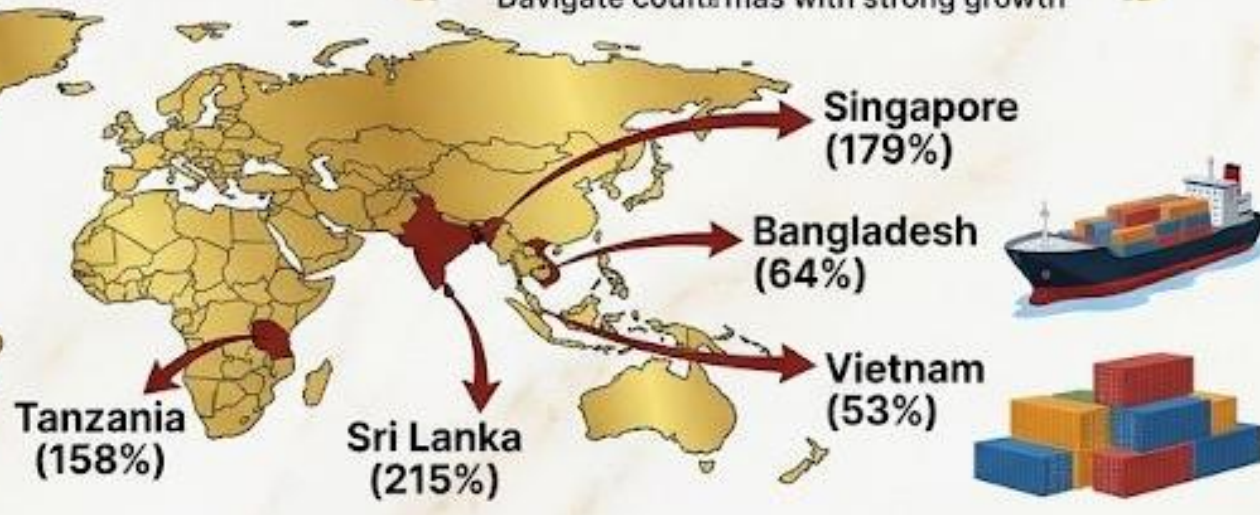 with strong growth
Singapore
(179%)
Bangladesh
(64%)
Vietnam
(53%)
Tanzania
(158%)
Sri Lanka
(215%)